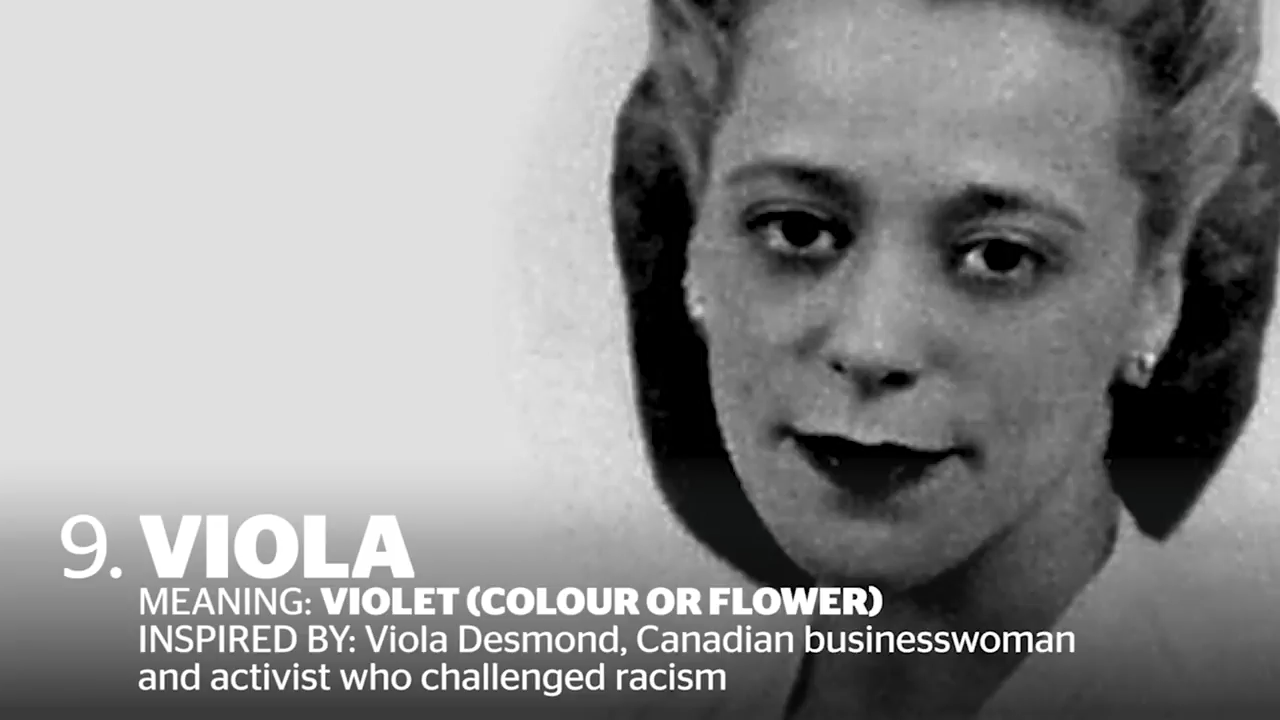 9. VIOLA
MEANING: VIOLET (COLOUR OR FLOWER)
INSPIRED BY: Viola Desmond, Canadian businesswoman
and activist who challenged racism